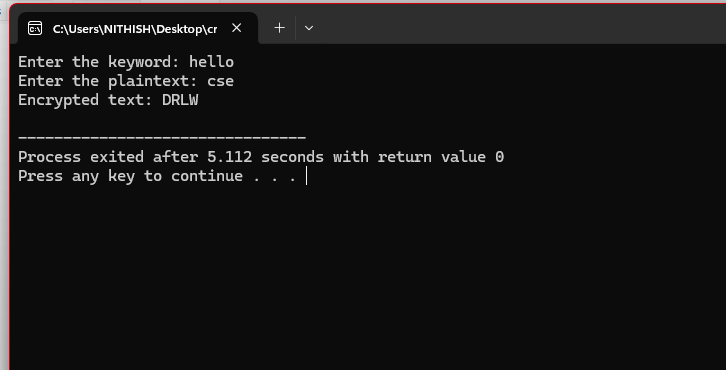 C:\Users\NITHISH\Desktop\cr
Enter the keyword: hello
Enter the plaintext: cse
Encrypted text: DRLW
--------------------------------
Process exited after 5.112 seconds with return value 0
Press any key to continue . . .